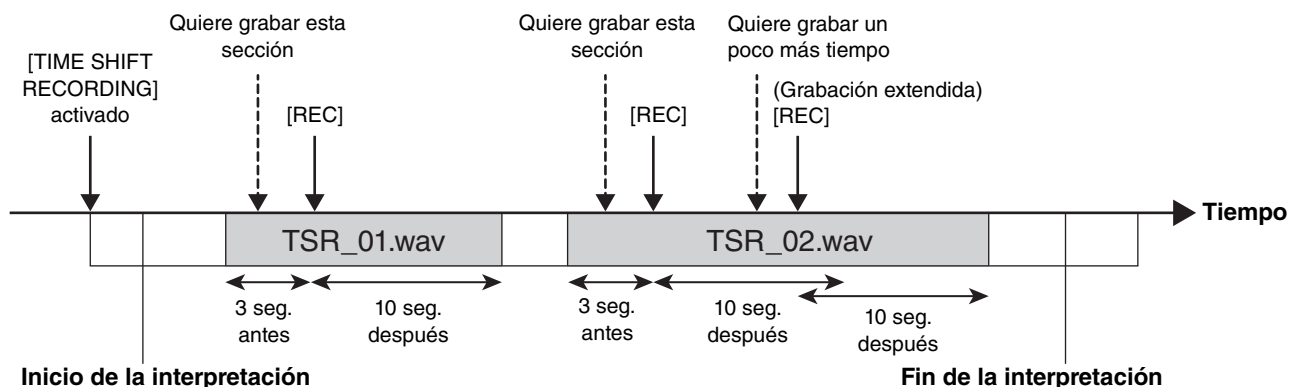 Quiere grabar esta
sección
Quiere grabar esta
sección
Quiere grabar un
poco más tiempo
[TIME SHIFT
RECORDING]
activado
[REC]
[REC]
(Grabación extendida)
[REC]
Tiempo
TSR_01.wav
TSR_02.wav
3 seg.
antes
10 seg.
después
3 seg.
antes
10 seg.
después
10 seg.
después
Inicio de la interpretación
Fin de la interpretación